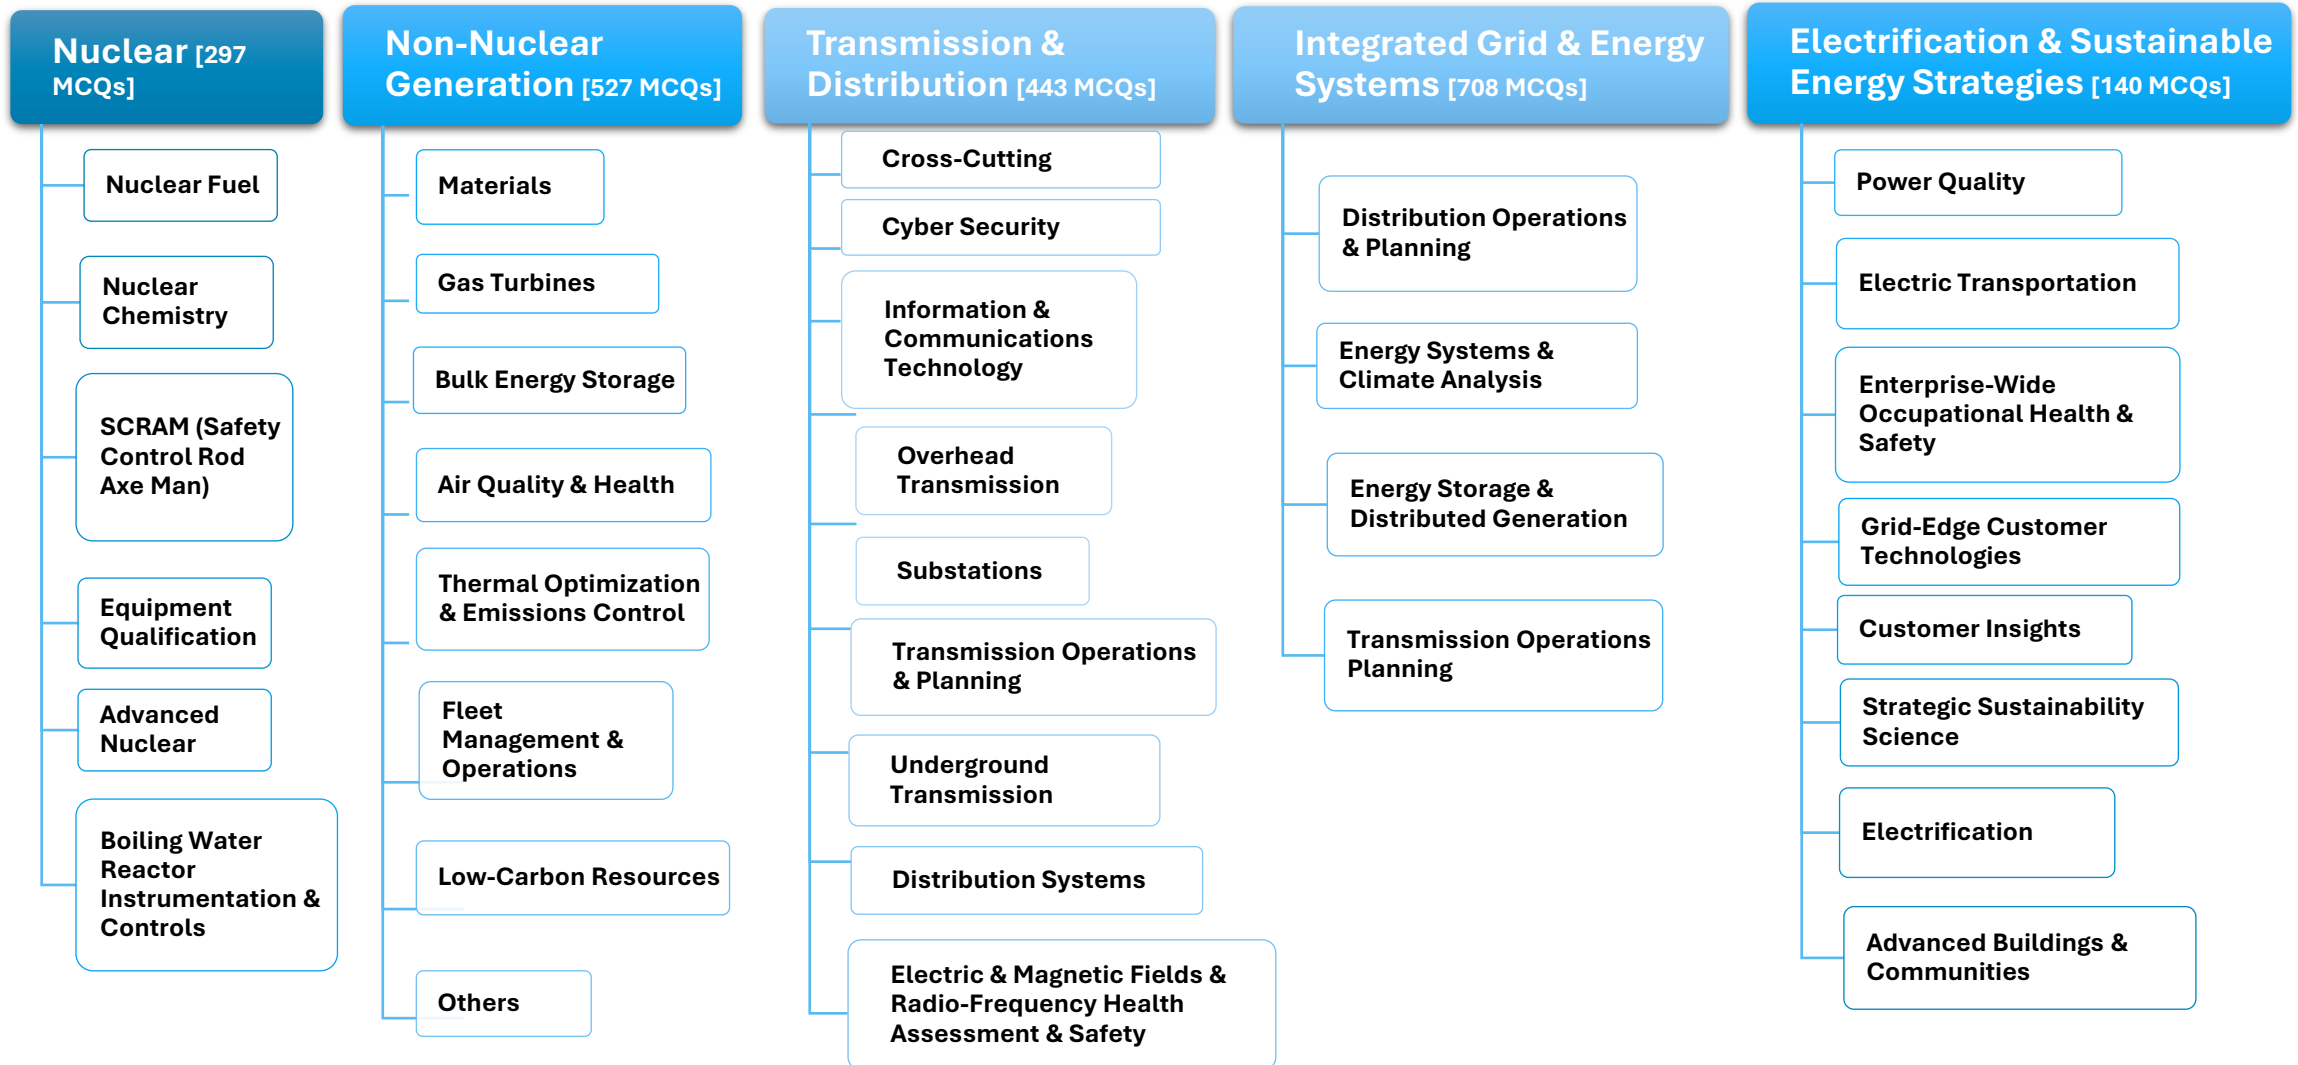 Nuclear [297
MCQs]
Nuclear Fuel
Nuclear
Chemistry
SCRAM (Safety
Control Rod
Axe Man)
Equipment
Qualification
Advanced
Nuclear
Boiling Water
Reactor
Instrumentation &
Controls
Non-Nuclear
Generation [527 MCQs]
Materials
Gas Turbines
Bulk Energy Storage
Air Quality & Health
Thermal Optimization
& Emissions Control
Fleet
Management &
Operations
Low-Carbon Resources
Others
Transmission &
Distribution [443 MCQs]
Cross-Cutting
Cyber Security
Information &
Communications
Technology
Overhead
Transmission
Substations
Transmission Operations
& Planning
Underground
Transmission
Distribution Systems
Electric & Magnetic Fields &
Radio-Frequency Health
Assessment & Safety
Integrated Grid & Energy
Systems [708 MCQs]
Distribution Operations
& Planning
Energy Systems &
Climate Analysis
Energy Storage &
Distributed Generation
Transmission Operations
Planning
Electrification & Sustainable
Energy Strategies [140 MCQs]
Power Quality
Electric Transportation
Enterprise-Wide
Occupational Health &
Safety
Grid-Edge Customer
Technologies
Customer Insights
Strategic Sustainability
Science
Electrification
Advanced Buildings &
Communities